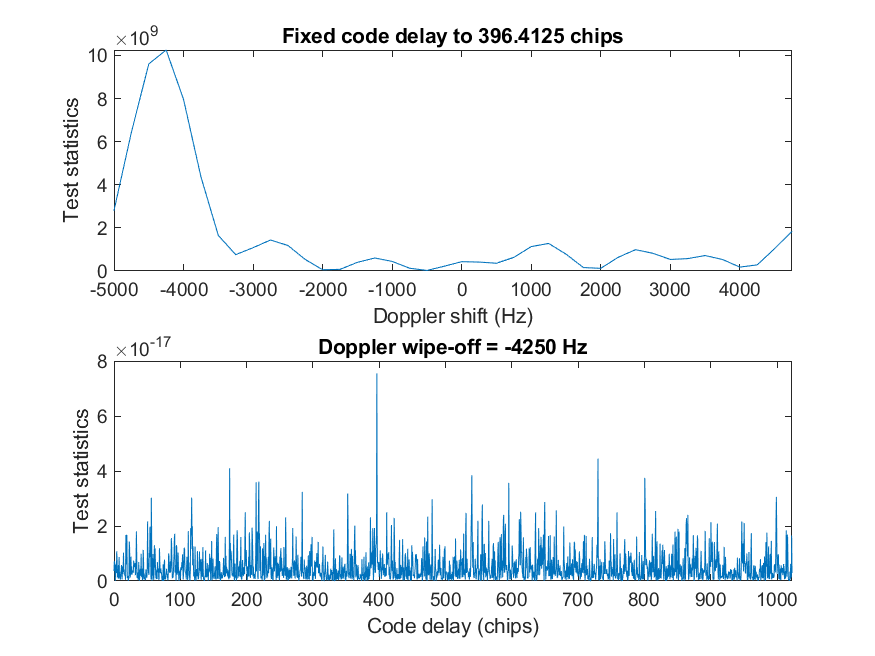 ×10⁹
Fixed code delay to 396.4125 chips
10
8
6
4
2
0
Test statistics
-5000 -4000 -3000 -2000 -1000 0 1000 2000 3000 4000
Doppler shift (Hz)
×10⁻¹⁷
Doppler wipe-off = -4250 Hz
8
6
4
2
0
Test statistics
0 100 200 300 400 500 600 700 800 900 1000
Code delay (chips)